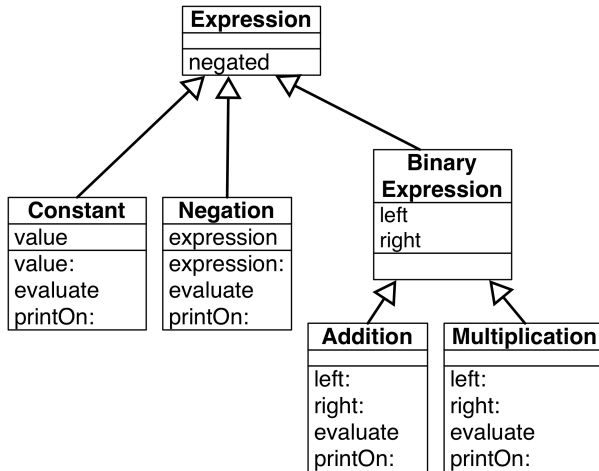 Expression
negated
Constant
value
value:
evaluate
printOn:
Negation
expression
expression:
evaluate
printOn:
Binary
Expression
left
right
Addition
left:
right:
evaluate
printOn:
Multiplication
left:
right:
evaluate
printOn: